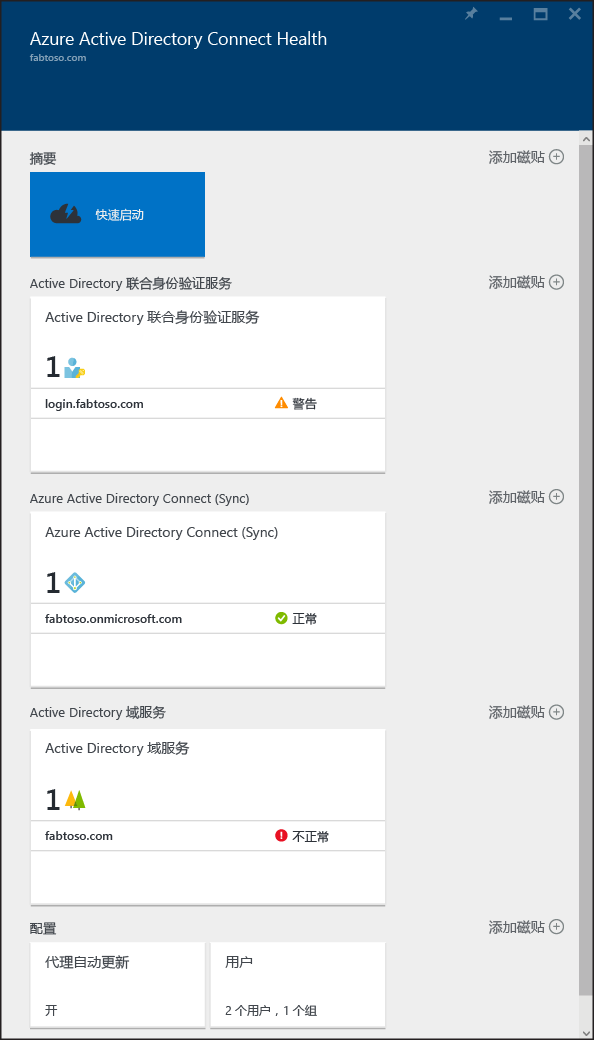 Azure Active Directory Connect Health
fabtoso.com
摘要
添加磁贴
快速启动
Active Directory 联合身份验证服务
添加磁贴
Active Directory 联合身份验证服务
1
login.fabtoso.com 警告
Azure Active Directory Connect (Sync)
添加磁贴
Azure Active Directory Connect (Sync)
1
fabtoso.onmicrosoft.com 正常
Active Directory 域服务
添加磁贴
Active Directory 域服务
1
fabtoso.com 不正常
配置
添加磁贴
代理自动更新
开
用户
2 个用户，1 个组